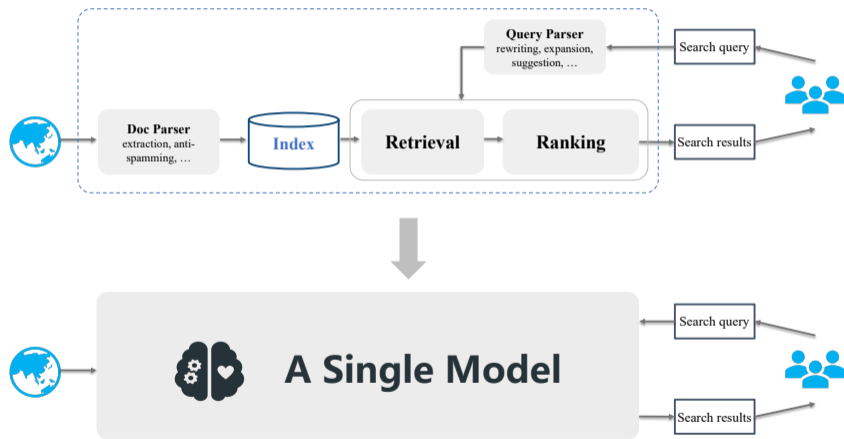 Query Parser
rewriting, expansion,
suggestion, …
Search query
Doc Parser
extraction, anti-
spamming, …
Index
Retrieval
Ranking
Search results
A Single Model
Search query
Search results